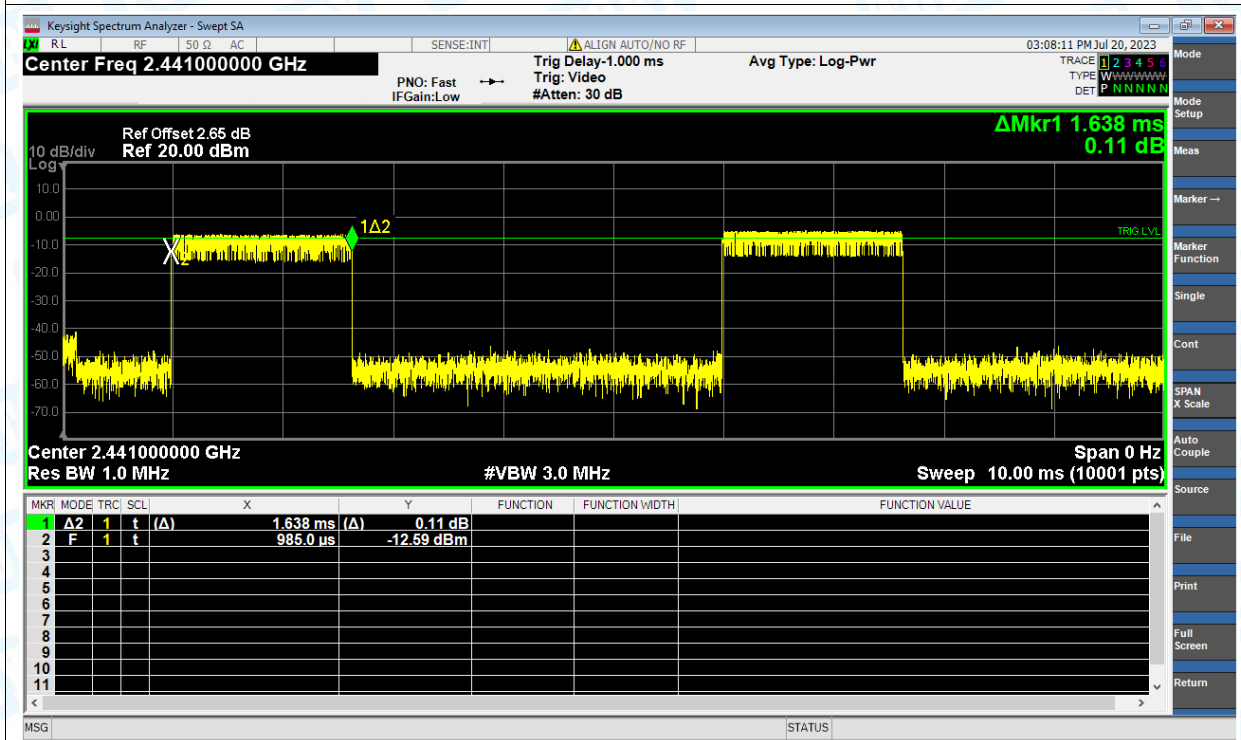 Keysight Spectrum Analyzer - Swept SA
LXI RL RF 50 Ω AC SENSE:INT ALIGN AUTO/NO RF 03:08:11 PM Jul 20, 2023
Center Freq 2.441000000 GHz
PNO: Fast
IFGain:Low
Trig Delay-1.000 ms
Trig: Video
#Atten: 30 dB
Avg Type: Log-Pwr
TRACE 1 2 3 4 5 6
TYPE WWWWWW
DET P N N N N N
ΔMkr1 1.638 ms
0.11 dB
Ref Offset 2.65 dB
10 dB/div Ref 20.00 dBm
Log
10.0
0.00
-10.0
-20.0
-30.0
-40.0
-50.0
-60.0
-70.0
1Δ2
2
TRIG LVL
Center 2.441000000 GHz Span 0 Hz
Res BW 1.0 MHz #VBW 3.0 MHz Sweep 10.00 ms (10001 pts)
MKR MODE TRC SCL X Y FUNCTION FUNCTION WIDTH FUNCTION VALUE
1 Δ2 1 t (Δ) 1.638 ms (Δ) 0.11 dB
2 F 1 t 985.0 µs -12.59 dBm
3
4
5
6
7
8
9
10
11
MSG STATUS
Mode
Mode
Setup
Meas
Marker →
Marker
Function
Single
Cont
SPAN
X Scale
Auto
Couple
Source
File
Print
Full
Screen
Return